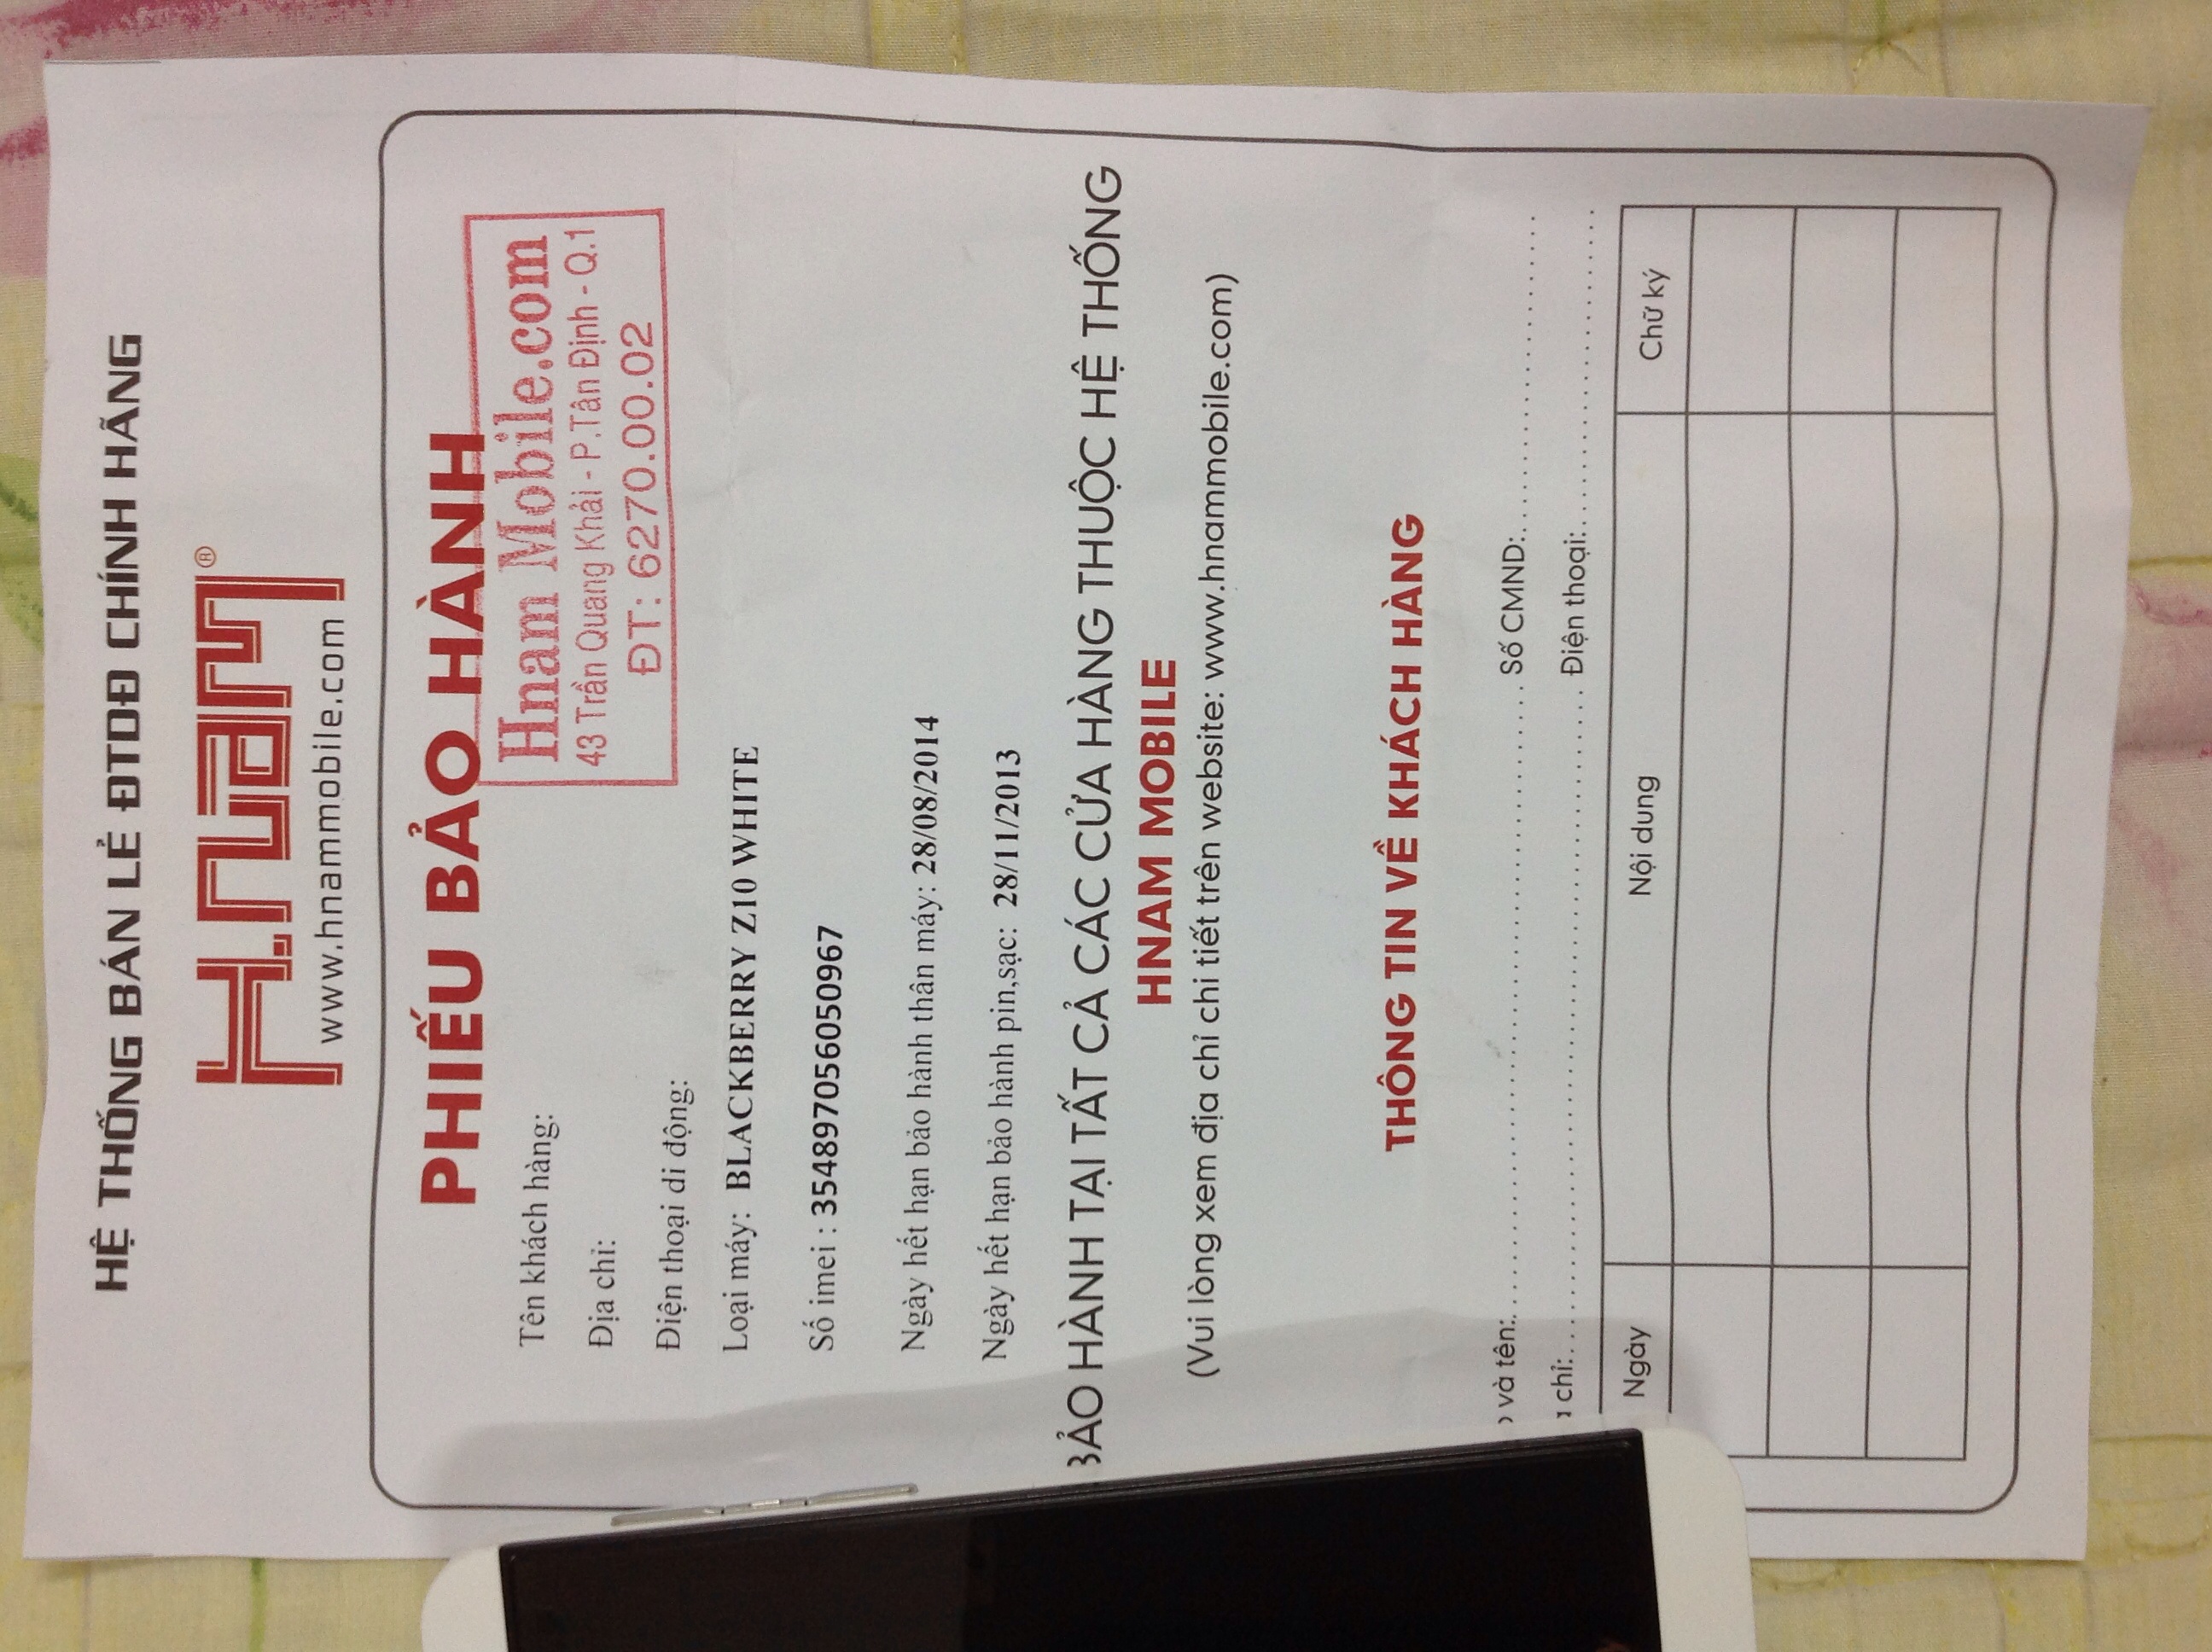 HỆ THỐNG BÁN LẺ ĐTDĐ CHÍNH HÃNG
H.nam®
www.hnammobile.com
PHIẾU BẢO HÀNH
Hnam Mobile.com
43 Trần Quang Khải - P.Tân Định - Q.1
ĐT: 6270.00.02
Tên khách hàng:
Địa chỉ:
Điện thoại di động:
Loại máy: BLACKBERRY Z10 WHITE
Số imei : 354897056050967
Ngày hết hạn bảo hành thân máy: 28/08/2014
Ngày hết hạn bảo hành pin,sạc: 28/11/2013
BẢO HÀNH TẠI TẤT CẢ CÁC CỬA HÀNG THUỘC HỆ THỐNG
HNAM MOBILE
(Vui lòng xem địa chỉ chi tiết trên website: www.hnammobile.com)
THÔNG TIN VỀ KHÁCH HÀNG
và tên:........ Số CMND:........
chỉ:........ Điện thoại:........
Ngày Nội dung Chữ ký